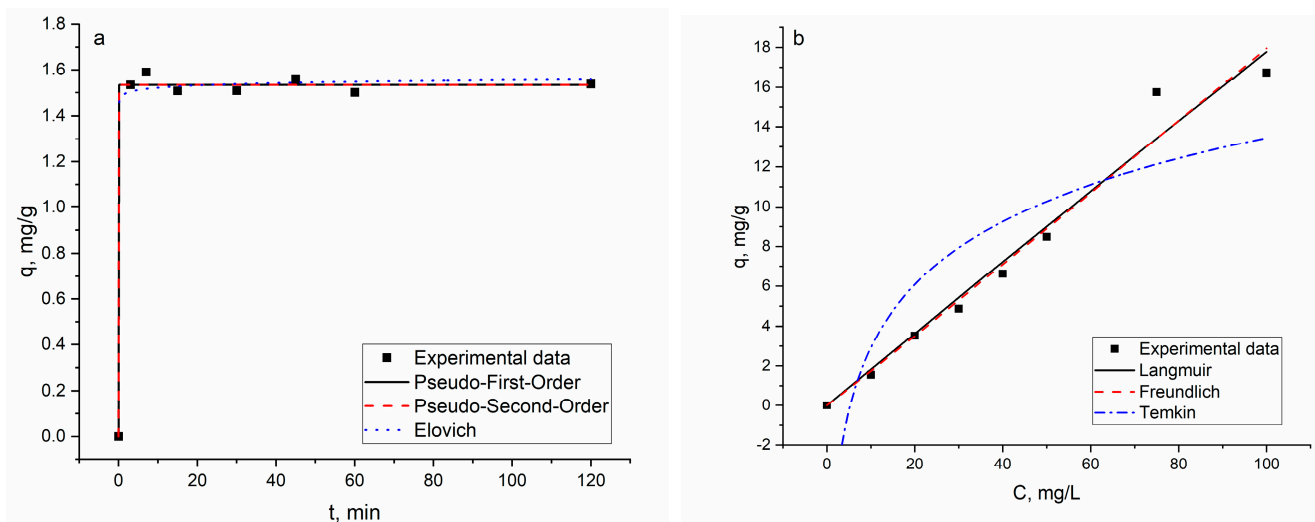 a
1.8
1.6
1.4
1.2
1.0
0.8
0.6
0.4
0.2
0.0
q, mg/g
0 20 40 60 80 100 120
t, min
Experimental data
Pseudo-First-Order
Pseudo-Second-Order
Elovich
b
18
16
14
12
10
8
6
4
2
0
-2
q, mg/g
0 20 40 60 80 100
C, mg/L
Experimental data
Langmuir
Freundlich
Temkin